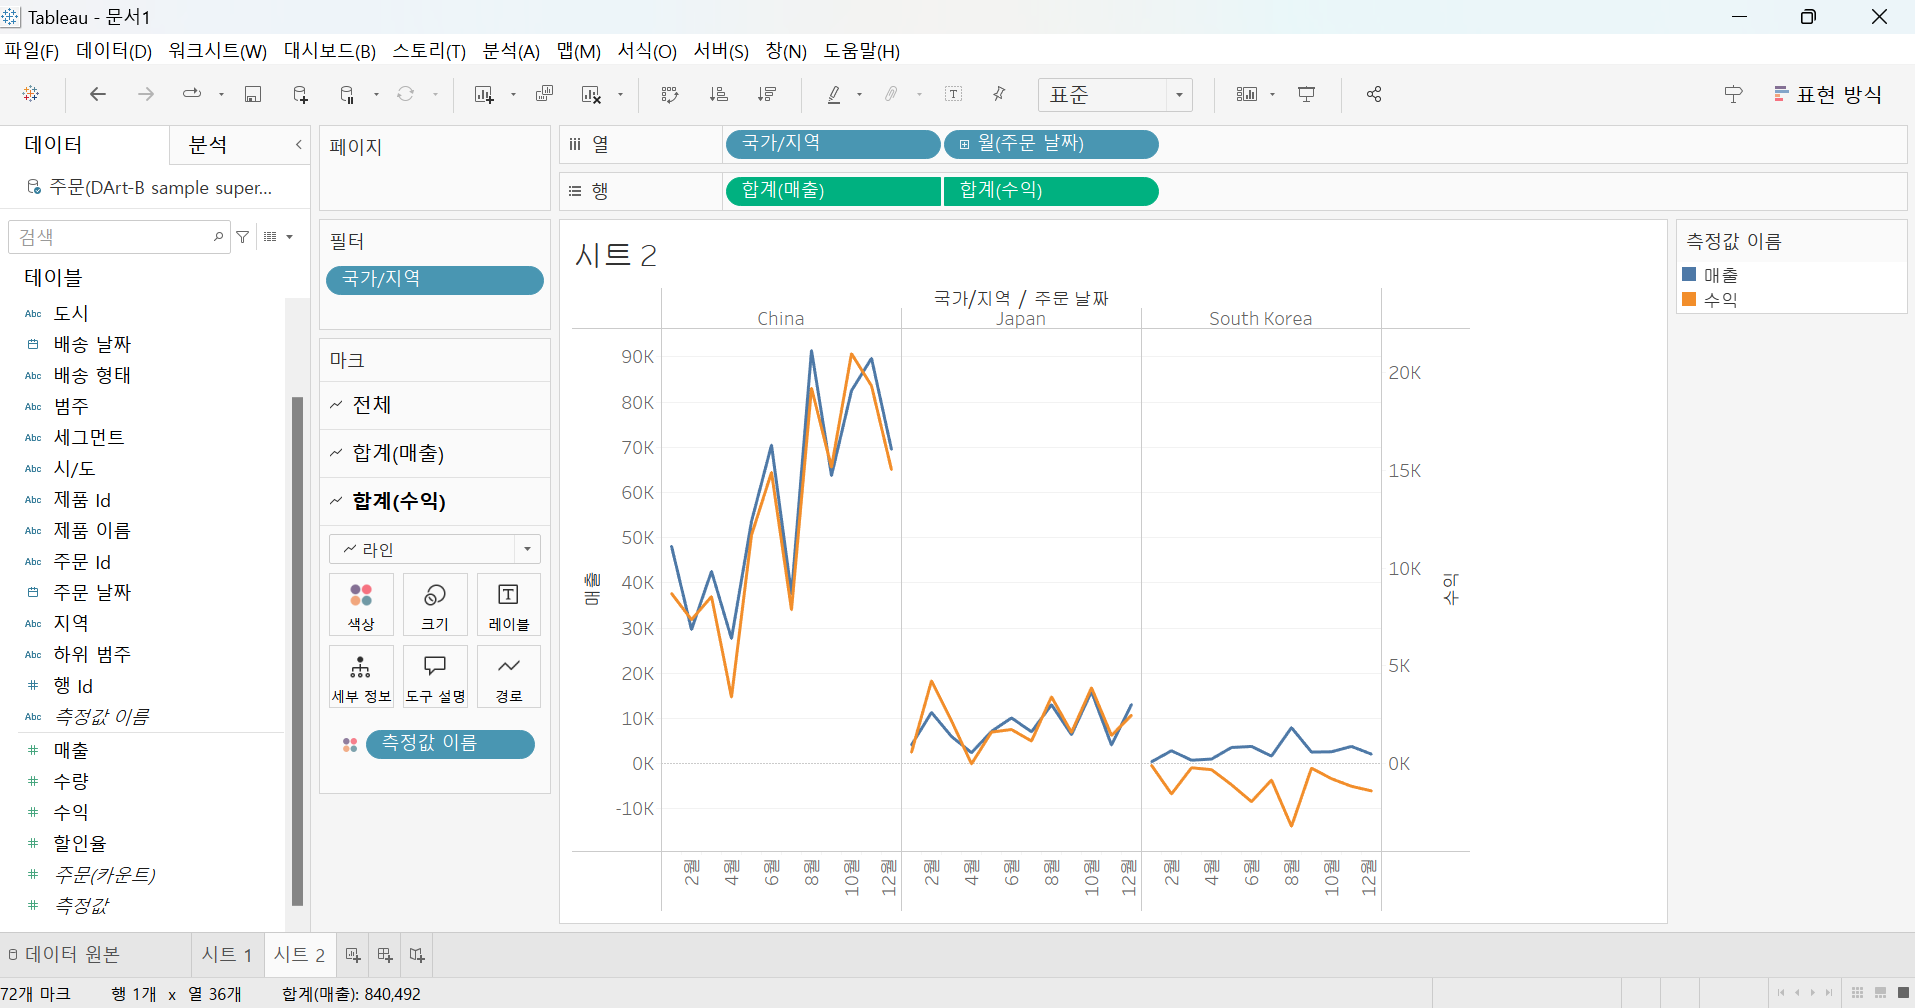 Tableau - 문서1
파일(F) 데이터(D) 워크시트(W) 대시보드(B) 스토리(T) 분석(A) 맵(M) 서식(O) 서버(S) 창(N) 도움말(H)
표준
표현 방식
데이터
분석
주문(DArt-B sample super...
검색
테이블
Abc 도시
배송 날짜
Abc 배송 형태
Abc 범주
Abc 세그먼트
Abc 시/도
Abc 제품 Id
Abc 제품 이름
Abc 주문 Id
주문 날짜
Abc 지역
Abc 하위 범주
# 행 Id
Abc 측정값 이름
# 매출
# 수량
# 수익
# 할인율
# 주문(카운트)
# 측정값
페이지
필터
국가/지역
마크
전체
합계(매출)
합계(수익)
라인
색상 크기 레이블
세부 정보 도구 설명 경로
측정값 이름
열 국가/지역 월(주문 날짜)
행 합계(매출) 합계(수익)
시트 2
국가/지역 / 주문 날짜
China Japan South Korea
90K
80K
70K
60K
50K
40K
30K
20K
10K
0K
-10K
매출
20K
15K
10K
5K
0K
수익
2월 4월 6월 8월 10월 12월 2월 4월 6월 8월 10월 12월 2월 4월 6월 8월 10월 12월
측정값 이름
매출
수익
데이터 원본 시트 1 시트 2
72개 마크 행 1개 x 열 36개 합계(매출): 840,492